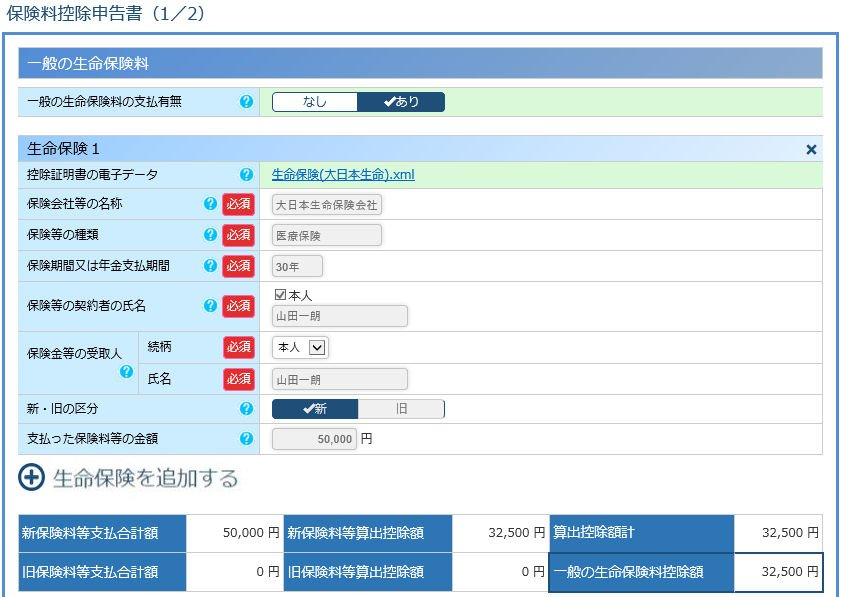 保険料控除申告書（1／2）
一般の生命保険料
一般の生命保険料の支払有無 ? なし ✔あり
生命保険 1 ×
控除証明書の電子データ ? 生命保険(大日本生命).xml
保険会社等の名称 ? 必須 大日本生命保険会社
保険等の種類 ? 必須 医療保険
保険期間又は年金支払期間 ? 必須 30年
保険等の契約者の氏名 ? 必須 ☑本人
山田一朗
保険金等の受取人 ? 続柄 必須 本人
氏名 必須 山田一朗
新・旧の区分 ? ✔新 旧
支払った保険料等の金額 ? 50,000 円
生命保険を追加する
新保険料等支払合計額 50,000 円 新保険料等算出控除額 32,500 円 算出控除額計 32,500 円
旧保険料等支払合計額 0 円 旧保険料等算出控除額 0 円 一般の生命保険料控除額 32,500 円